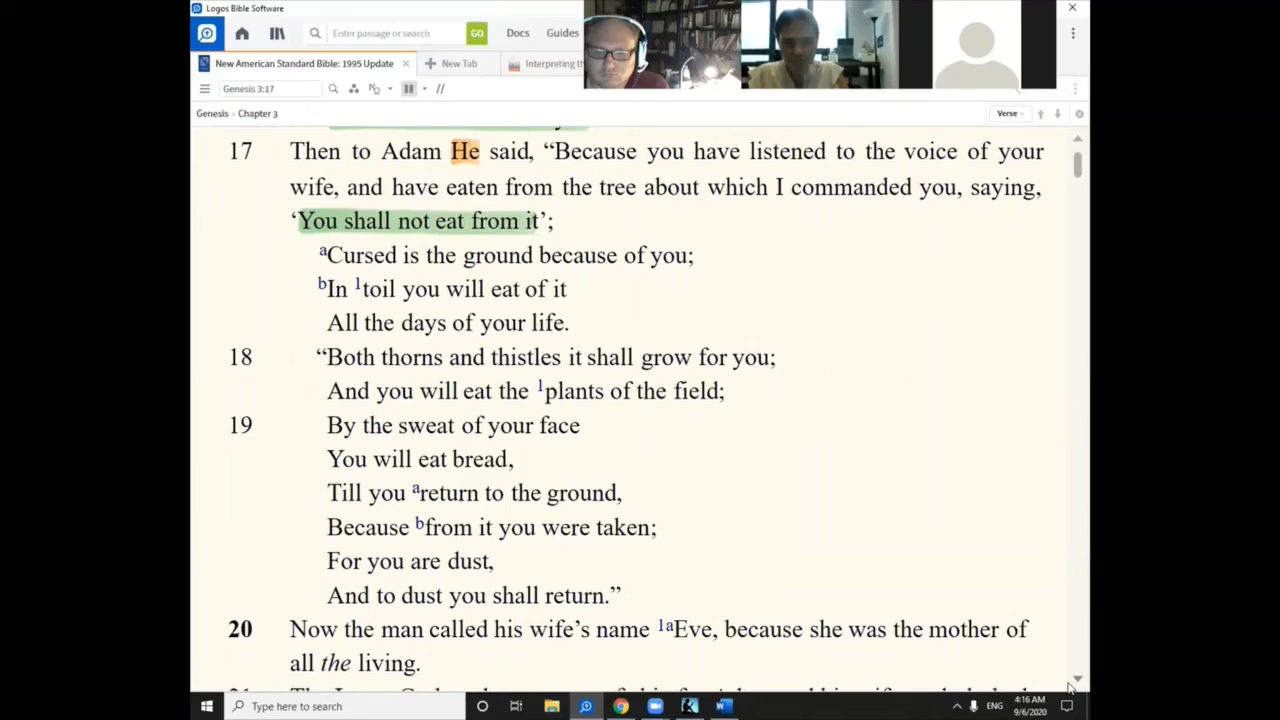 Logos Bible Software
Enter passage or search
GO
Docs
Guides
New American Standard Bible: 1995 Update
New Tab
Interpreting th
Genesis 3:17
Genesis › Chapter 3
Verse
17 Then to Adam He said, “Because you have listened to the voice of your
wife, and have eaten from the tree about which I commanded you, saying,
‘You shall not eat from it’;
aCursed is the ground because of you;
bIn 1toil you will eat of it
All the days of your life.
18 “Both thorns and thistles it shall grow for you;
And you will eat the 1plants of the field;
19 By the sweat of your face
You will eat bread,
Till you areturn to the ground,
Because bfrom it you were taken;
For you are dust,
And to dust you shall return.”
20 Now the man called his wife’s name 1aEve, because she was the mother of
all the living.
Type here to search
ENG
4:16 AM
9/6/2020